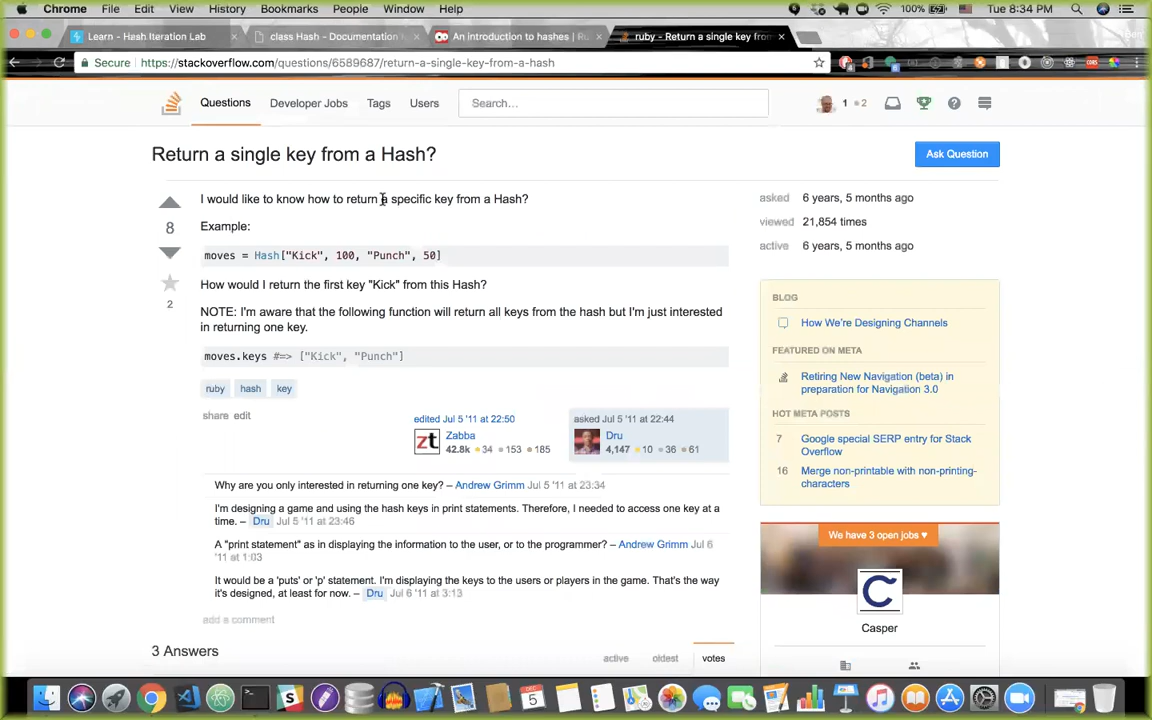 Chrome File Edit View History Bookmarks People Window Help 100% Tue 8:34 PM
Learn - Hash Iteration Lab × class Hash - Documentation × An introduction to hashes | Ru × ruby - Return a single key from ×
Secure https://stackoverflow.com/questions/6589687/return-a-single-key-from-a-hash
Questions Developer Jobs Tags Users Search... 1 2
Return a single key from a Hash?
Ask Question
I would like to know how to return a specific key from a Hash?
8
Example:
moves = Hash["Kick", 100, "Punch", 50]
How would I return the first key "Kick" from this Hash?
2
NOTE: I'm aware that the following function will return all keys from the hash but I'm just interested
in returning one key.
moves.keys #=> ["Kick", "Punch"]
ruby hash key
share edit
edited Jul 5 '11 at 22:50
Zabba
42.8k 34 153 185
asked Jul 5 '11 at 22:44
Dru
4,147 10 36 61
Why are you only interested in returning one key? – Andrew Grimm Jul 5 '11 at 23:34
I'm designing a game and using the hash keys in print statements. Therefore, I needed to access one key at a
time. – Dru Jul 5 '11 at 23:46
A "print statement" as in displaying the information to the user, or to the programmer? – Andrew Grimm Jul 6
'11 at 1:03
It would be a 'puts' or 'p' statement. I'm displaying the keys to the users or players in the game. That's the way
it's designed, at least for now. – Dru Jul 6 '11 at 3:13
add a comment
3 Answers
active oldest votes
asked 6 years, 5 months ago
viewed 21,854 times
active 6 years, 5 months ago
BLOG
How We're Designing Channels
FEATURED ON META
Retiring New Navigation (beta) in
preparation for Navigation 3.0
HOT META POSTS
7 Google special SERP entry for Stack
Overflow
16 Merge non-printable with non-printing-
characters
We have 3 open jobs ♥
C
Casper
DEC
5